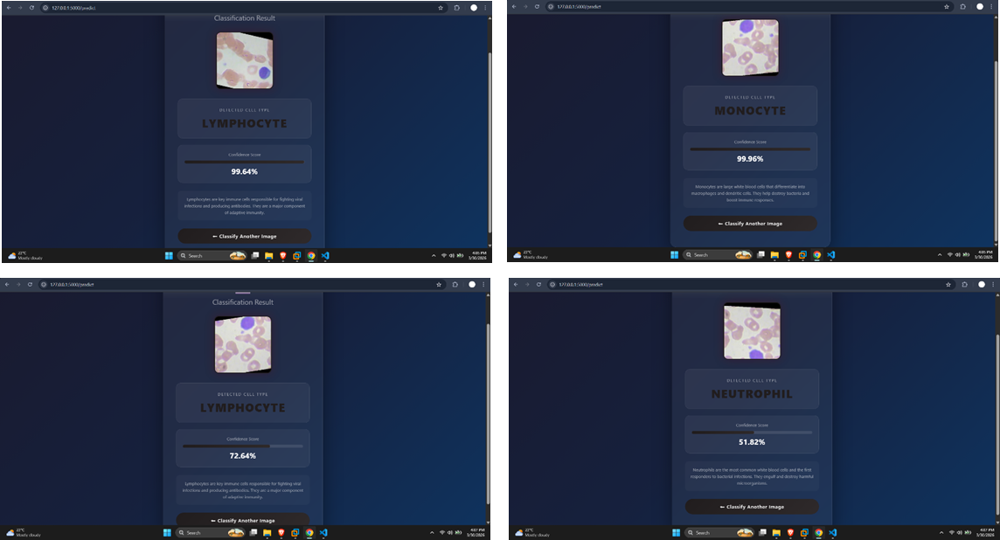 127.0.0.1:5000/predict
Classification Result
DETECTED CELL TYPE
LYMPHOCYTE
Confidence Score
99.64%
Lymphocytes are key immune cells responsible for fighting viral
infections and producing antibodies. They are a major component
of adaptive immunity.
← Classify Another Image
22°C
Mostly cloudy
Search
4:05 PM
3/30/2026
127.0.0.1:5000/predict
DETECTED CELL TYPE
MONOCYTE
Confidence Score
99.96%
Monocytes are large white blood cells that differentiate into
macrophages and dendritic cells. They help destroy bacteria and
boost immune responses.
← Classify Another Image
22°C
Mostly cloudy
Search
4:05 PM
3/30/2026
127.0.0.1:5000/predict
Classification Result
DETECTED CELL TYPE
LYMPHOCYTE
Confidence Score
72.64%
Lymphocytes are key immune cells responsible for fighting viral
infections and producing antibodies. They are a major component
of adaptive immunity.
← Classify Another Image
22°C
Mostly cloudy
Search
4:07 PM
3/30/2026
127.0.0.1:5000/predict
DETECTED CELL TYPE
NEUTROPHIL
Confidence Score
51.82%
Neutrophils are the most common white blood cells and the first
responders to bacterial infections. They engulf and destroy harmful
microorganisms.
← Classify Another Image
22°C
Mostly cloudy
Search
4:07 PM
3/30/2026